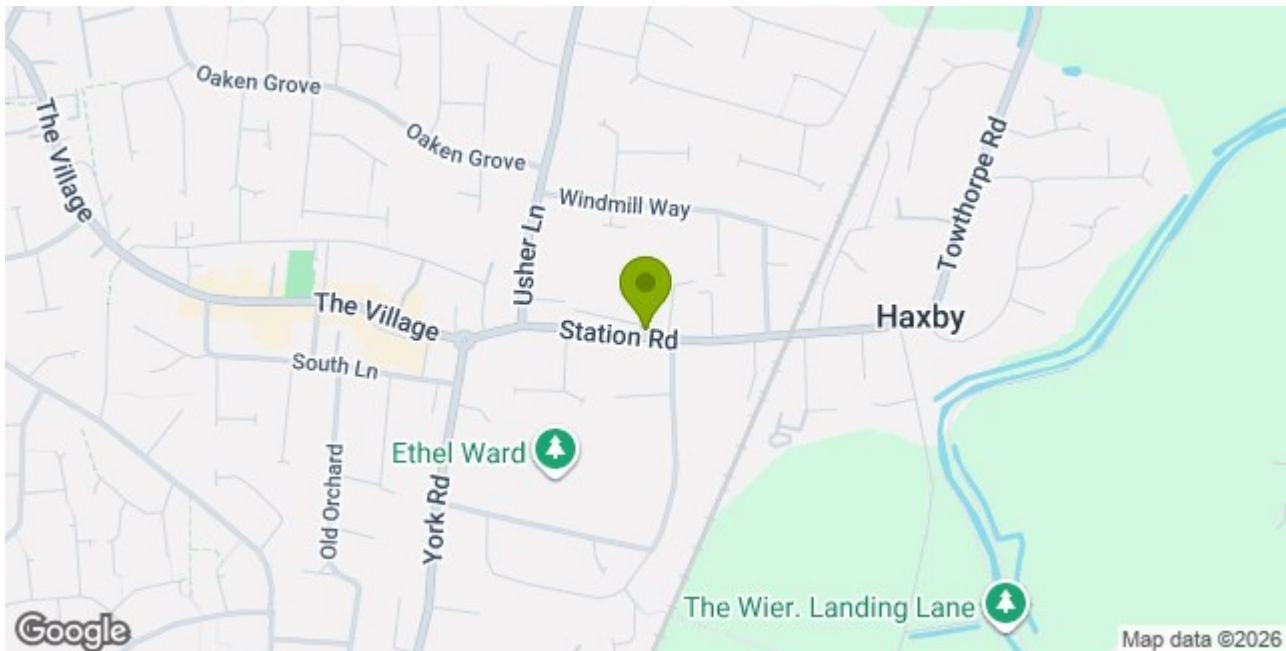 Oaken Grove
The Village
Oaken Grove
Towthorpe Rd
Windmill Way
Usher Ln
The Village
Station Rd
Haxby
South Ln
Ethel Ward
Old Orchard
York Rd
The Wier. Landing Lane
Google
Map data ©2026